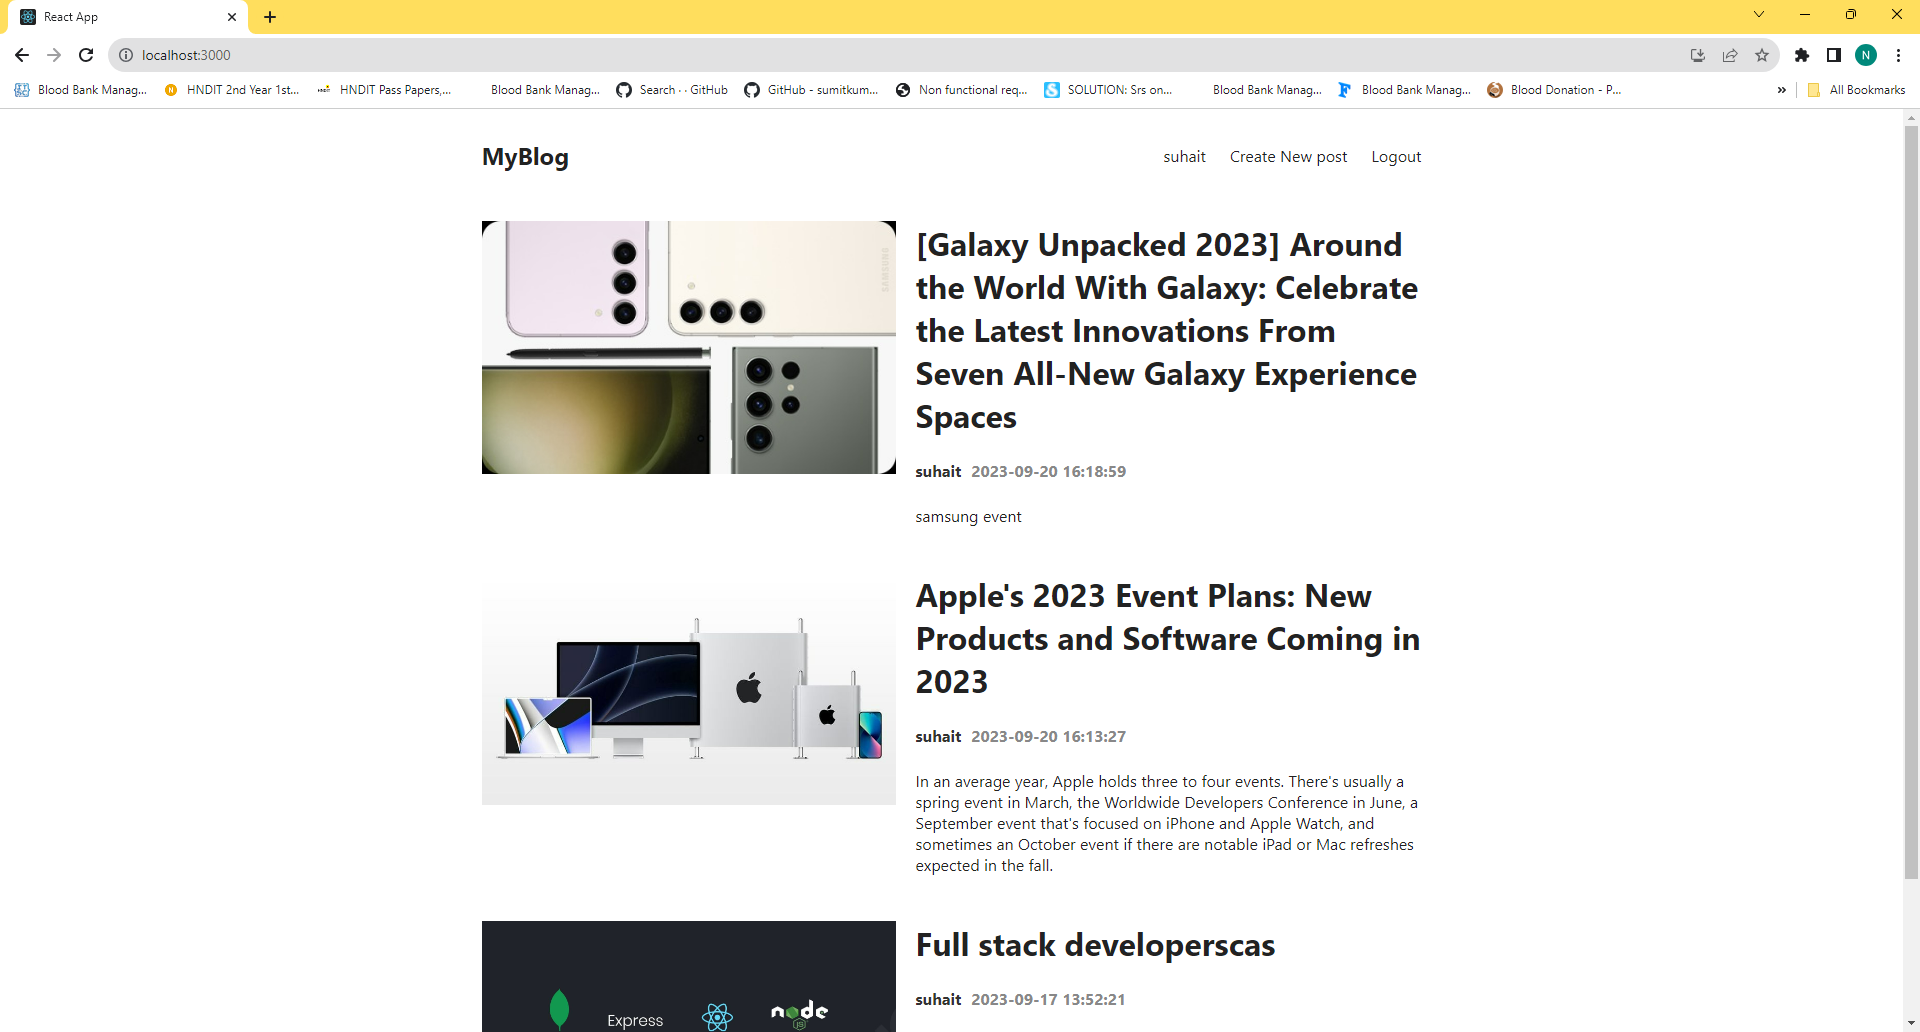 React App
localhost:3000
Blood Bank Manag...
HNDIT 2nd Year 1st...
HNDIT Pass Papers,...
Blood Bank Manag...
Search · · GitHub
GitHub - sumitkum...
Non functional req...
SOLUTION: Srs on...
Blood Bank Manag...
Blood Bank Manag...
Blood Donation - P...
»
All Bookmarks
N
MyBlog
suhait
Create New post
Logout
SAMSUNG
[Galaxy Unpacked 2023] Around
the World With Galaxy: Celebrate
the Latest Innovations From
Seven All-New Galaxy Experience
Spaces
suhait 2023-09-20 16:18:59
samsung event
Apple's 2023 Event Plans: New
Products and Software Coming in
2023
suhait 2023-09-20 16:13:27
In an average year, Apple holds three to four events. There's usually a
spring event in March, the Worldwide Developers Conference in June, a
September event that's focused on iPhone and Apple Watch, and
sometimes an October event if there are notable iPad or Mac refreshes
expected in the fall.
Express
node
JS
Full stack developerscas
suhait 2023-09-17 13:52:21